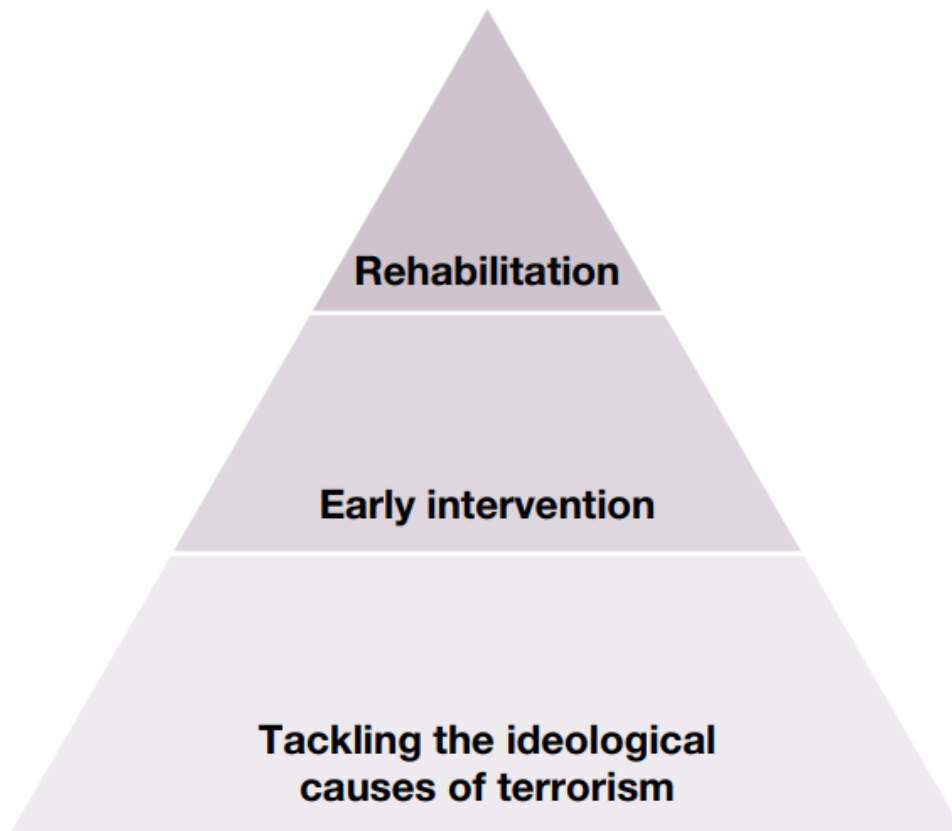 Rehabilitation
Early intervention
Tackling the ideological
causes of terrorism